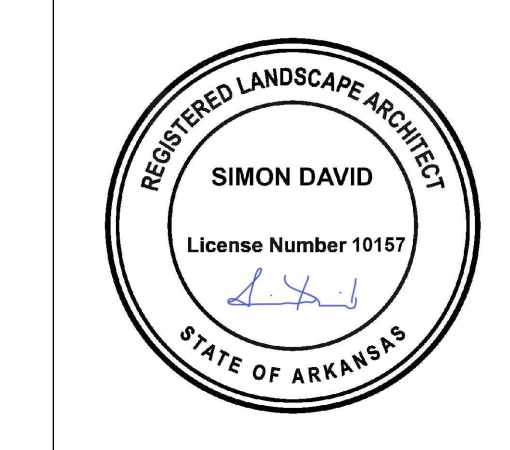 REGISTERED LANDSCAPE ARCHITECT
SIMON DAVID
License Number 10157
STATE OF ARKANSAS